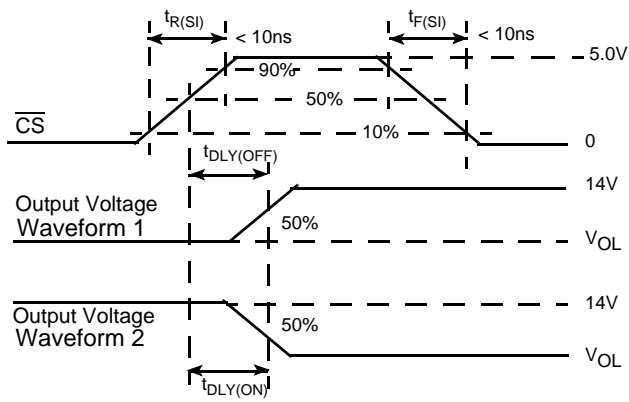 tR(SI)
< 10ns
tF(SI)
< 10ns
5.0V
90%
50%
CS
10%
0
tDLY(OFF)
14V
Output Voltage
Waveform 1
50%
VOL
14V
Output Voltage
Waveform 2
50%
VOL
tDLY(ON)